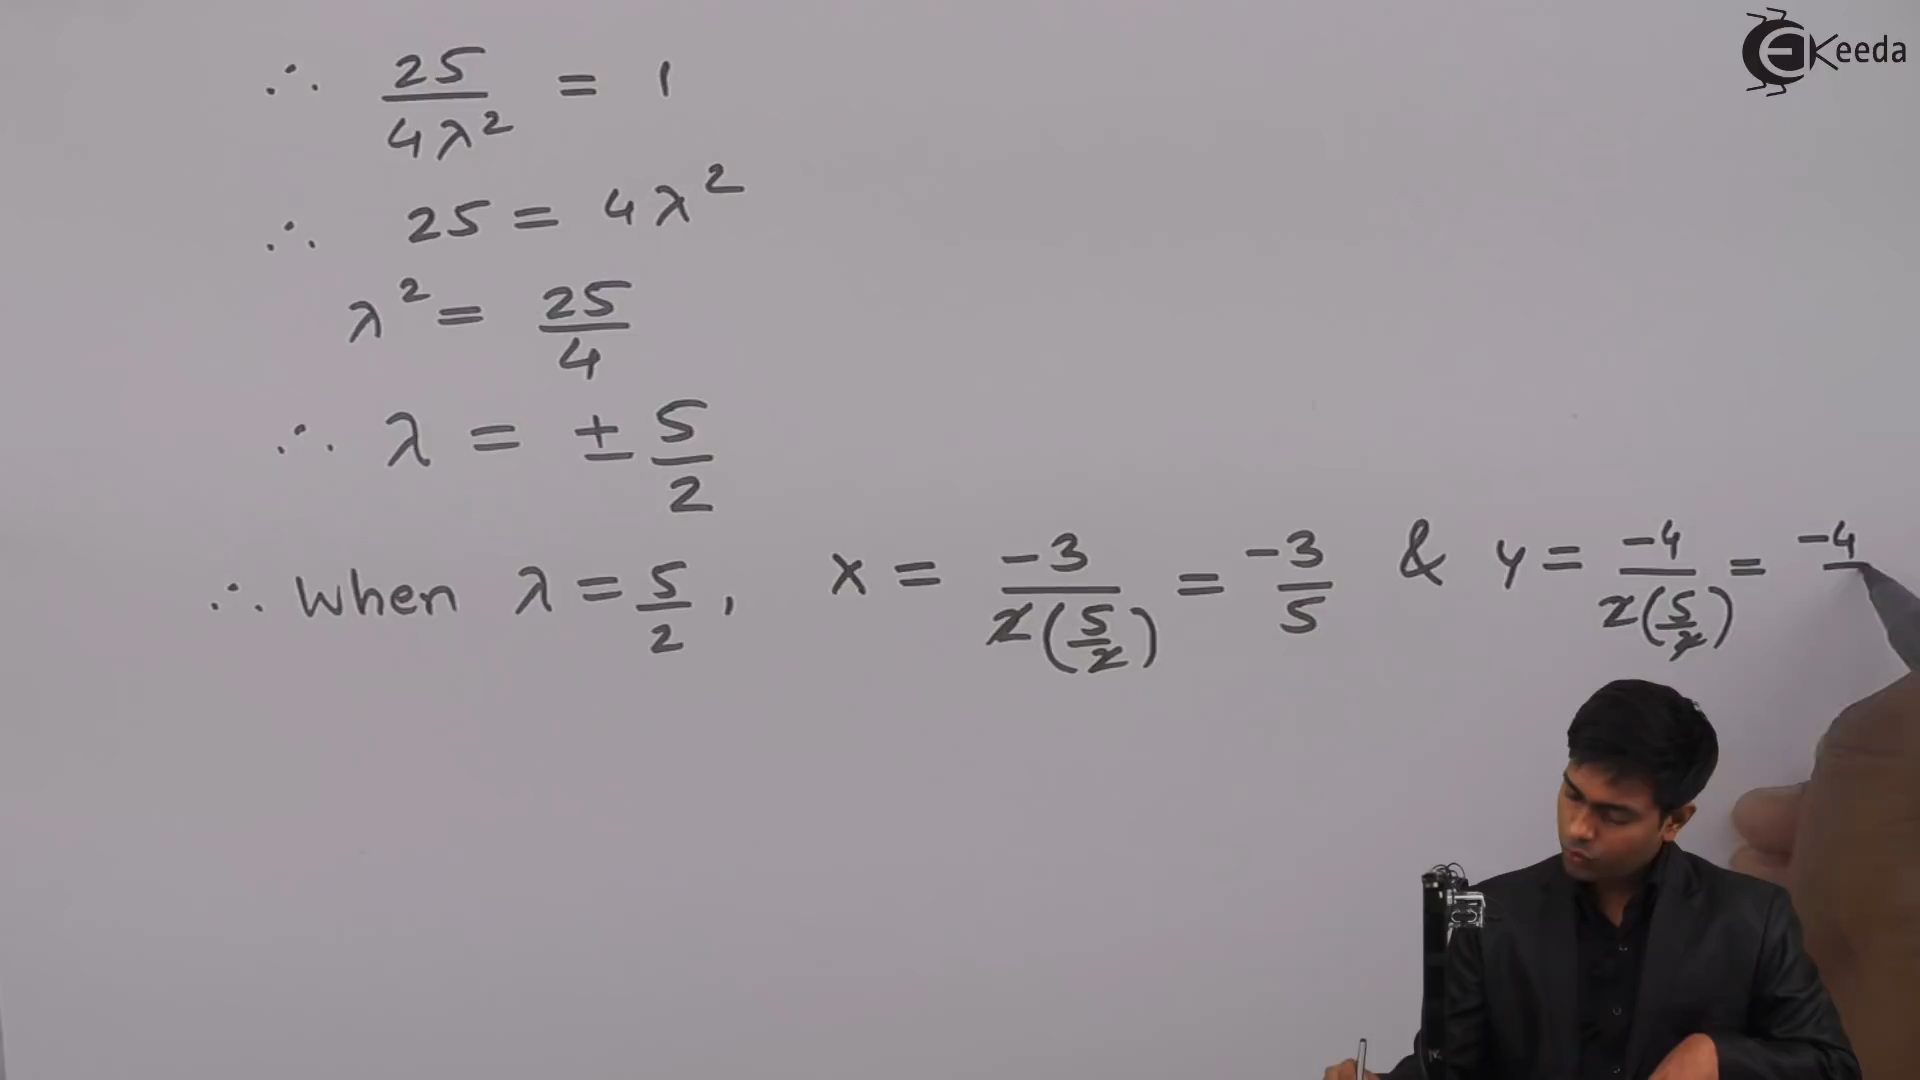 EKeeda
∴ 25/4λ² = 1
∴ 25 = 4λ²
λ² = 25/4
∴ λ = ± 5/2
∴ When λ = 5/2, x = -3/2(5/2) = -3/5 & y = -4/2(5/2) = -4/